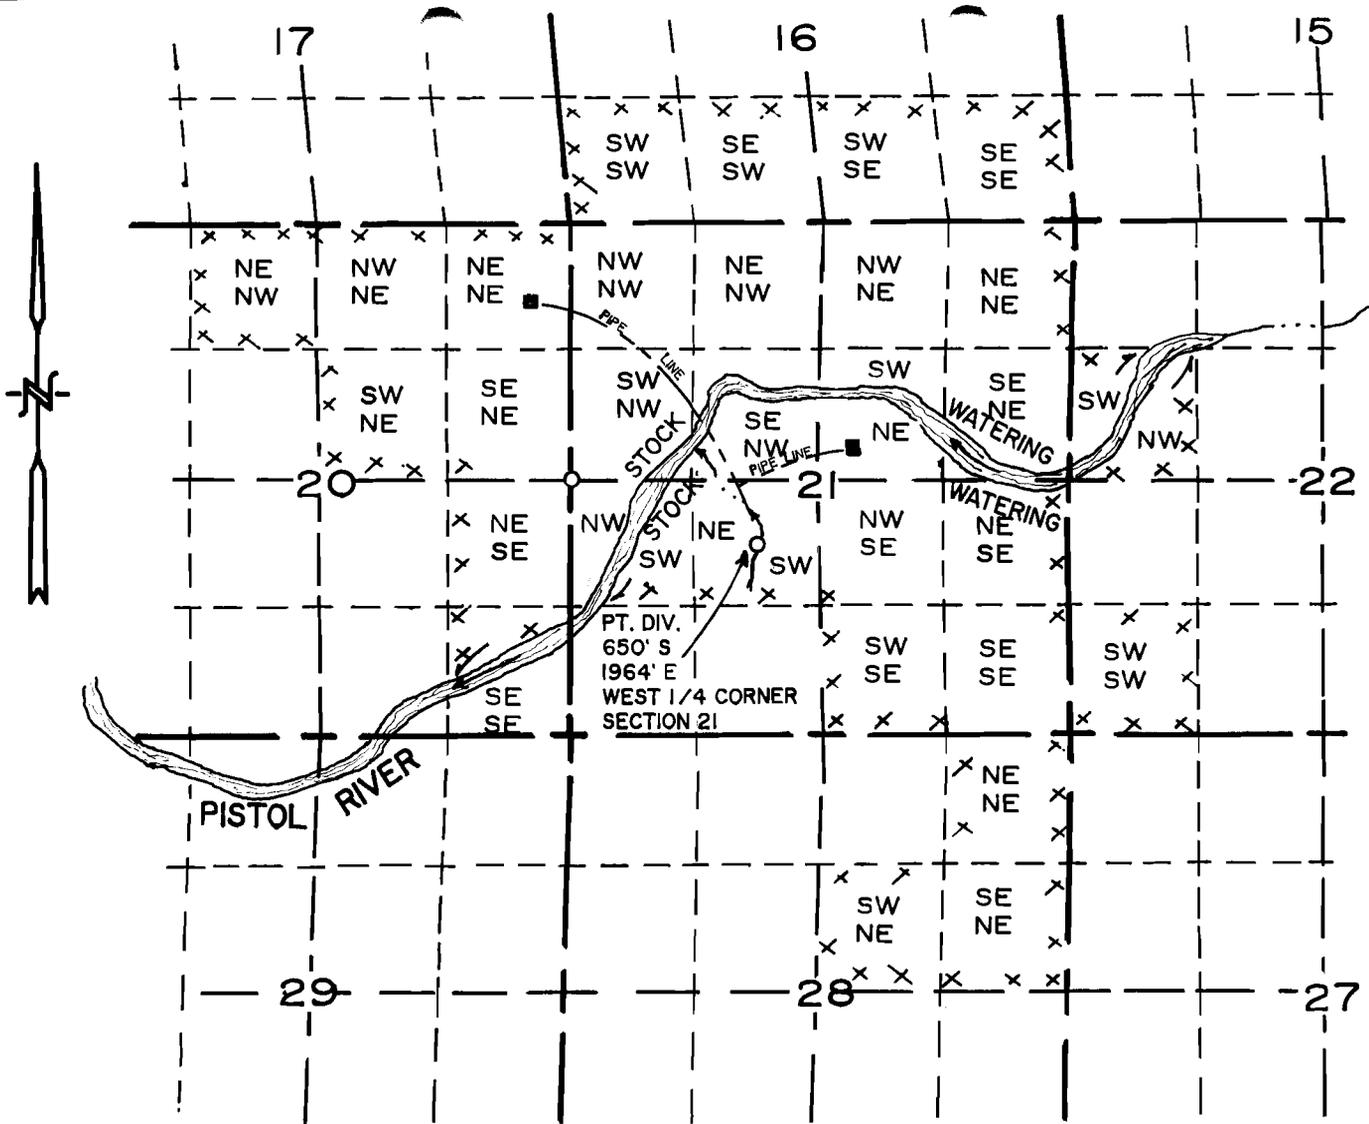 17
16
15
SW
SW
SE
SW
SW
SE
SE
SE
NE
NW
NW
NE
NE
NE
NW
NW
NE
NW
NW
NE
NE
NE
PIPE LINE
SW
NE
SE
NE
SW
NW
SE
NW
SW
NE
SE
NE
SW
NW
STOCK WATERING
PIPE LINE
20
21
22
STOCK WATERING
NE
SE
NW
SW
NE
SW
NW
SE
NE
SE
N
PT. DIV.
650' S
1964' E
WEST 1/4 CORNER
SECTION 21
SE
SE
SW
SE
SE
SE
SW
SW
PISTOL RIVER
NE
NE
SW
NE
SE
NE
29
28
27